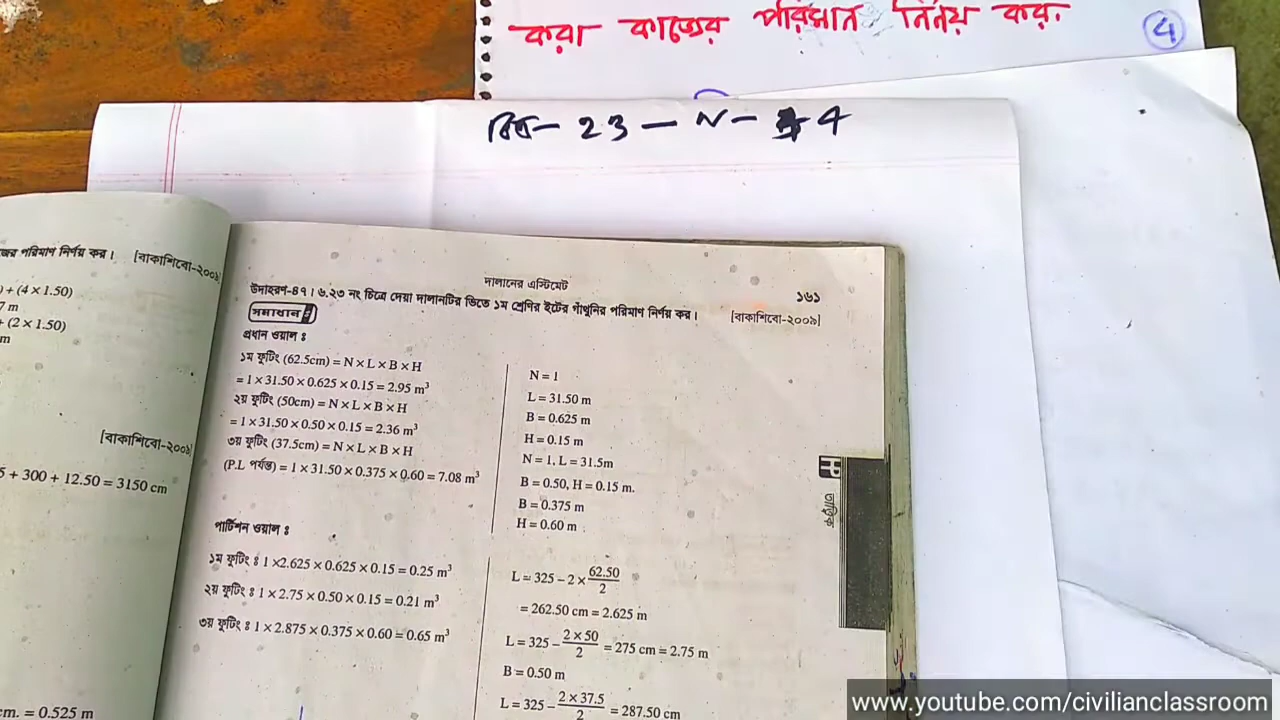 করা কাজের পরিমান নির্নয় কর.
4
23 — N — 4
জের পরিমাণ নির্ণয় কর। [বাকাশিবো-২০০৯]
) + (4 × 1.50)
7 m
+ (2 × 1.50)
m
[বাকাশিবো-২০০৯]
5 + 300 + 12.50 = 3150 cm
cm. = 0.525 m
দালানের এস্টিমেট
১৬১
উদাহরণ-৪৭। ৬.২৩ নং চিত্রে দেয়া দালানটির ভিতে ১ম শ্রেণির ইটের গাঁথুনির পরিমাণ নির্ণয় কর। [বাকাশিবো-২০০৯]
সমাধান
প্রধান ওয়াল ঃ
১ম ফুটিং (62.5cm) = N × L × B × H
= 1 × 31.50 × 0.625 × 0.15 = 2.95 m³
২য় ফুটিং (50cm) = N × L × B × H
= 1 × 31.50 × 0.50 × 0.15 = 2.36 m³
৩য় ফুটিং (37.5cm) = N × L × B × H
(P.L পর্যন্ত) = 1 × 31.50 × 0.375 × 0.60 = 7.08 m³
N = 1
L = 31.50 m
B = 0.625 m
H = 0.15 m
N = 1, L = 31.5m
B = 0.50, H = 0.15 m.
B = 0.375 m
H = 0.60 m
পার্টিশন ওয়াল ঃ
১ম ফুটিং ঃ 1 ×2.625 × 0.625 × 0.15 = 0.25 m³
২য় ফুটিং ঃ 1 × 2.75 × 0.50 × 0.15 = 0.21 m³
৩য় ফুটিং ঃ 1 × 2.875 × 0.375 × 0.60 = 0.65 m³
L = 325 − 2 × 62.50/2
= 262.50 cm = 2.625 m
L = 325 − 2 × 50/2 = 275 cm = 2.75 m
B = 0.50 m
L = 325 − 2 × 37.5/2 = 287.50 cm
তাত্ত্বিক
www.youtube.com/civilianclassroom